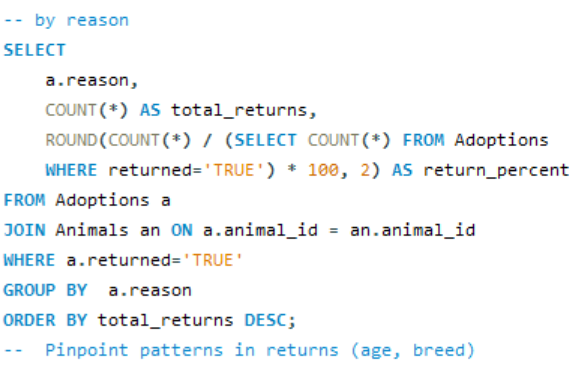 -- by reason
SELECT
    a.reason,
    COUNT(*) AS total_returns,
    ROUND(COUNT(*) / (SELECT COUNT(*) FROM Adoptions
    WHERE returned='TRUE') * 100, 2) AS return_percent
FROM Adoptions a
JOIN Animals an ON a.animal_id = an.animal_id
WHERE a.returned='TRUE'
GROUP BY  a.reason
ORDER BY total_returns DESC;
--  Pinpoint patterns in returns (age, breed)